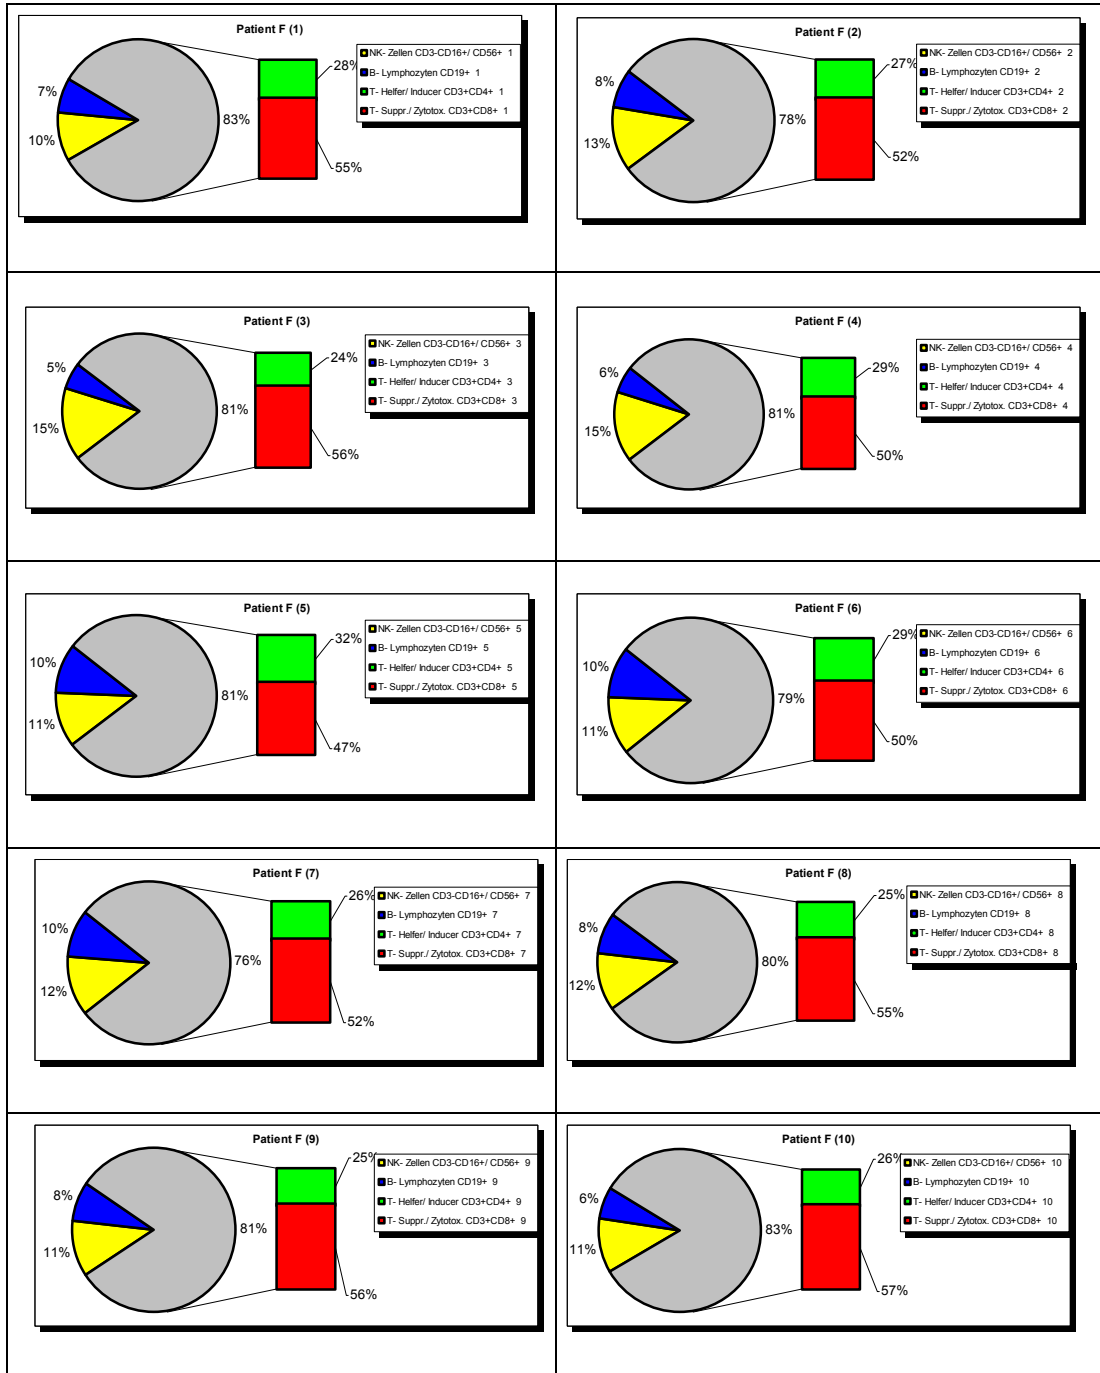 Patient F (1)
NK- Zellen CD3-CD16+/ CD56+ 1
B- Lymphozyten CD19+ 1
T- Helfer/ Inducer CD3+CD4+ 1
T- Suppr./ Zytotox. CD3+CD8+ 1
28%
7%
83%
10%
55%
Patient F (2)
NK- Zellen CD3-CD16+/ CD56+ 2
B- Lymphozyten CD19+ 2
T- Helfer/ Inducer CD3+CD4+ 2
T- Suppr./ Zytotox. CD3+CD8+ 2
27%
8%
78%
13%
52%
Patient F (3)
NK- Zellen CD3-CD16+/ CD56+ 3
B- Lymphozyten CD19+ 3
T- Helfer/ Inducer CD3+CD4+ 3
T- Suppr./ Zytotox. CD3+CD8+ 3
24%
5%
81%
15%
56%
Patient F (4)
NK- Zellen CD3-CD16+/ CD56+ 4
B- Lymphozyten CD19+ 4
T- Helfer/ Inducer CD3+CD4+ 4
T- Suppr./ Zytotox. CD3+CD8+ 4
29%
6%
81%
15%
50%
Patient F (5)
NK- Zellen CD3-CD16+/ CD56+ 5
B- Lymphozyten CD19+ 5
T- Helfer/ Inducer CD3+CD4+ 5
T- Suppr./ Zytotox. CD3+CD8+ 5
32%
10%
81%
11%
47%
Patient F (6)
NK- Zellen CD3-CD16+/ CD56+ 6
B- Lymphozyten CD19+ 6
T- Helfer/ Inducer CD3+CD4+ 6
T- Suppr./ Zytotox. CD3+CD8+ 6
29%
10%
79%
11%
50%
Patient F (7)
NK- Zellen CD3-CD16+/ CD56+ 7
B- Lymphozyten CD19+ 7
T- Helfer/ Inducer CD3+CD4+ 7
T- Suppr./ Zytotox. CD3+CD8+ 7
26%
10%
76%
12%
52%
Patient F (8)
NK- Zellen CD3-CD16+/ CD56+ 8
B- Lymphozyten CD19+ 8
T- Helfer/ Inducer CD3+CD4+ 8
T- Suppr./ Zytotox. CD3+CD8+ 8
25%
8%
80%
12%
55%
Patient F (9)
NK- Zellen CD3-CD16+/ CD56+ 9
B- Lymphozyten CD19+ 9
T- Helfer/ Inducer CD3+CD4+ 9
T- Suppr./ Zytotox. CD3+CD8+ 9
25%
8%
81%
11%
56%
Patient F (10)
NK- Zellen CD3-CD16+/ CD56+ 10
B- Lymphozyten CD19+ 10
T- Helfer/ Inducer CD3+CD4+ 10
T- Suppr./ Zytotox. CD3+CD8+ 10
26%
6%
83%
11%
57%